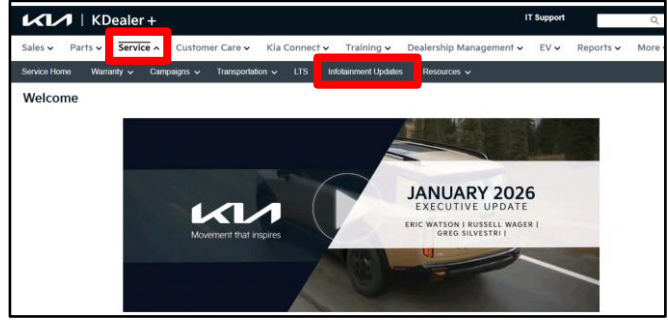 KIA | KDealer+
IT Support
Sales Parts Service Customer Care Kia Connect Training Dealership Management EV Reports More
Service Home Warranty Campaigns Transportation LTS Infotainment Updates Resources
Welcome
KIA
Movement that inspires
JANUARY 2026
EXECUTIVE UPDATE
ERIC WATSON | RUSSELL WAGER |
GREG SILVESTRI |